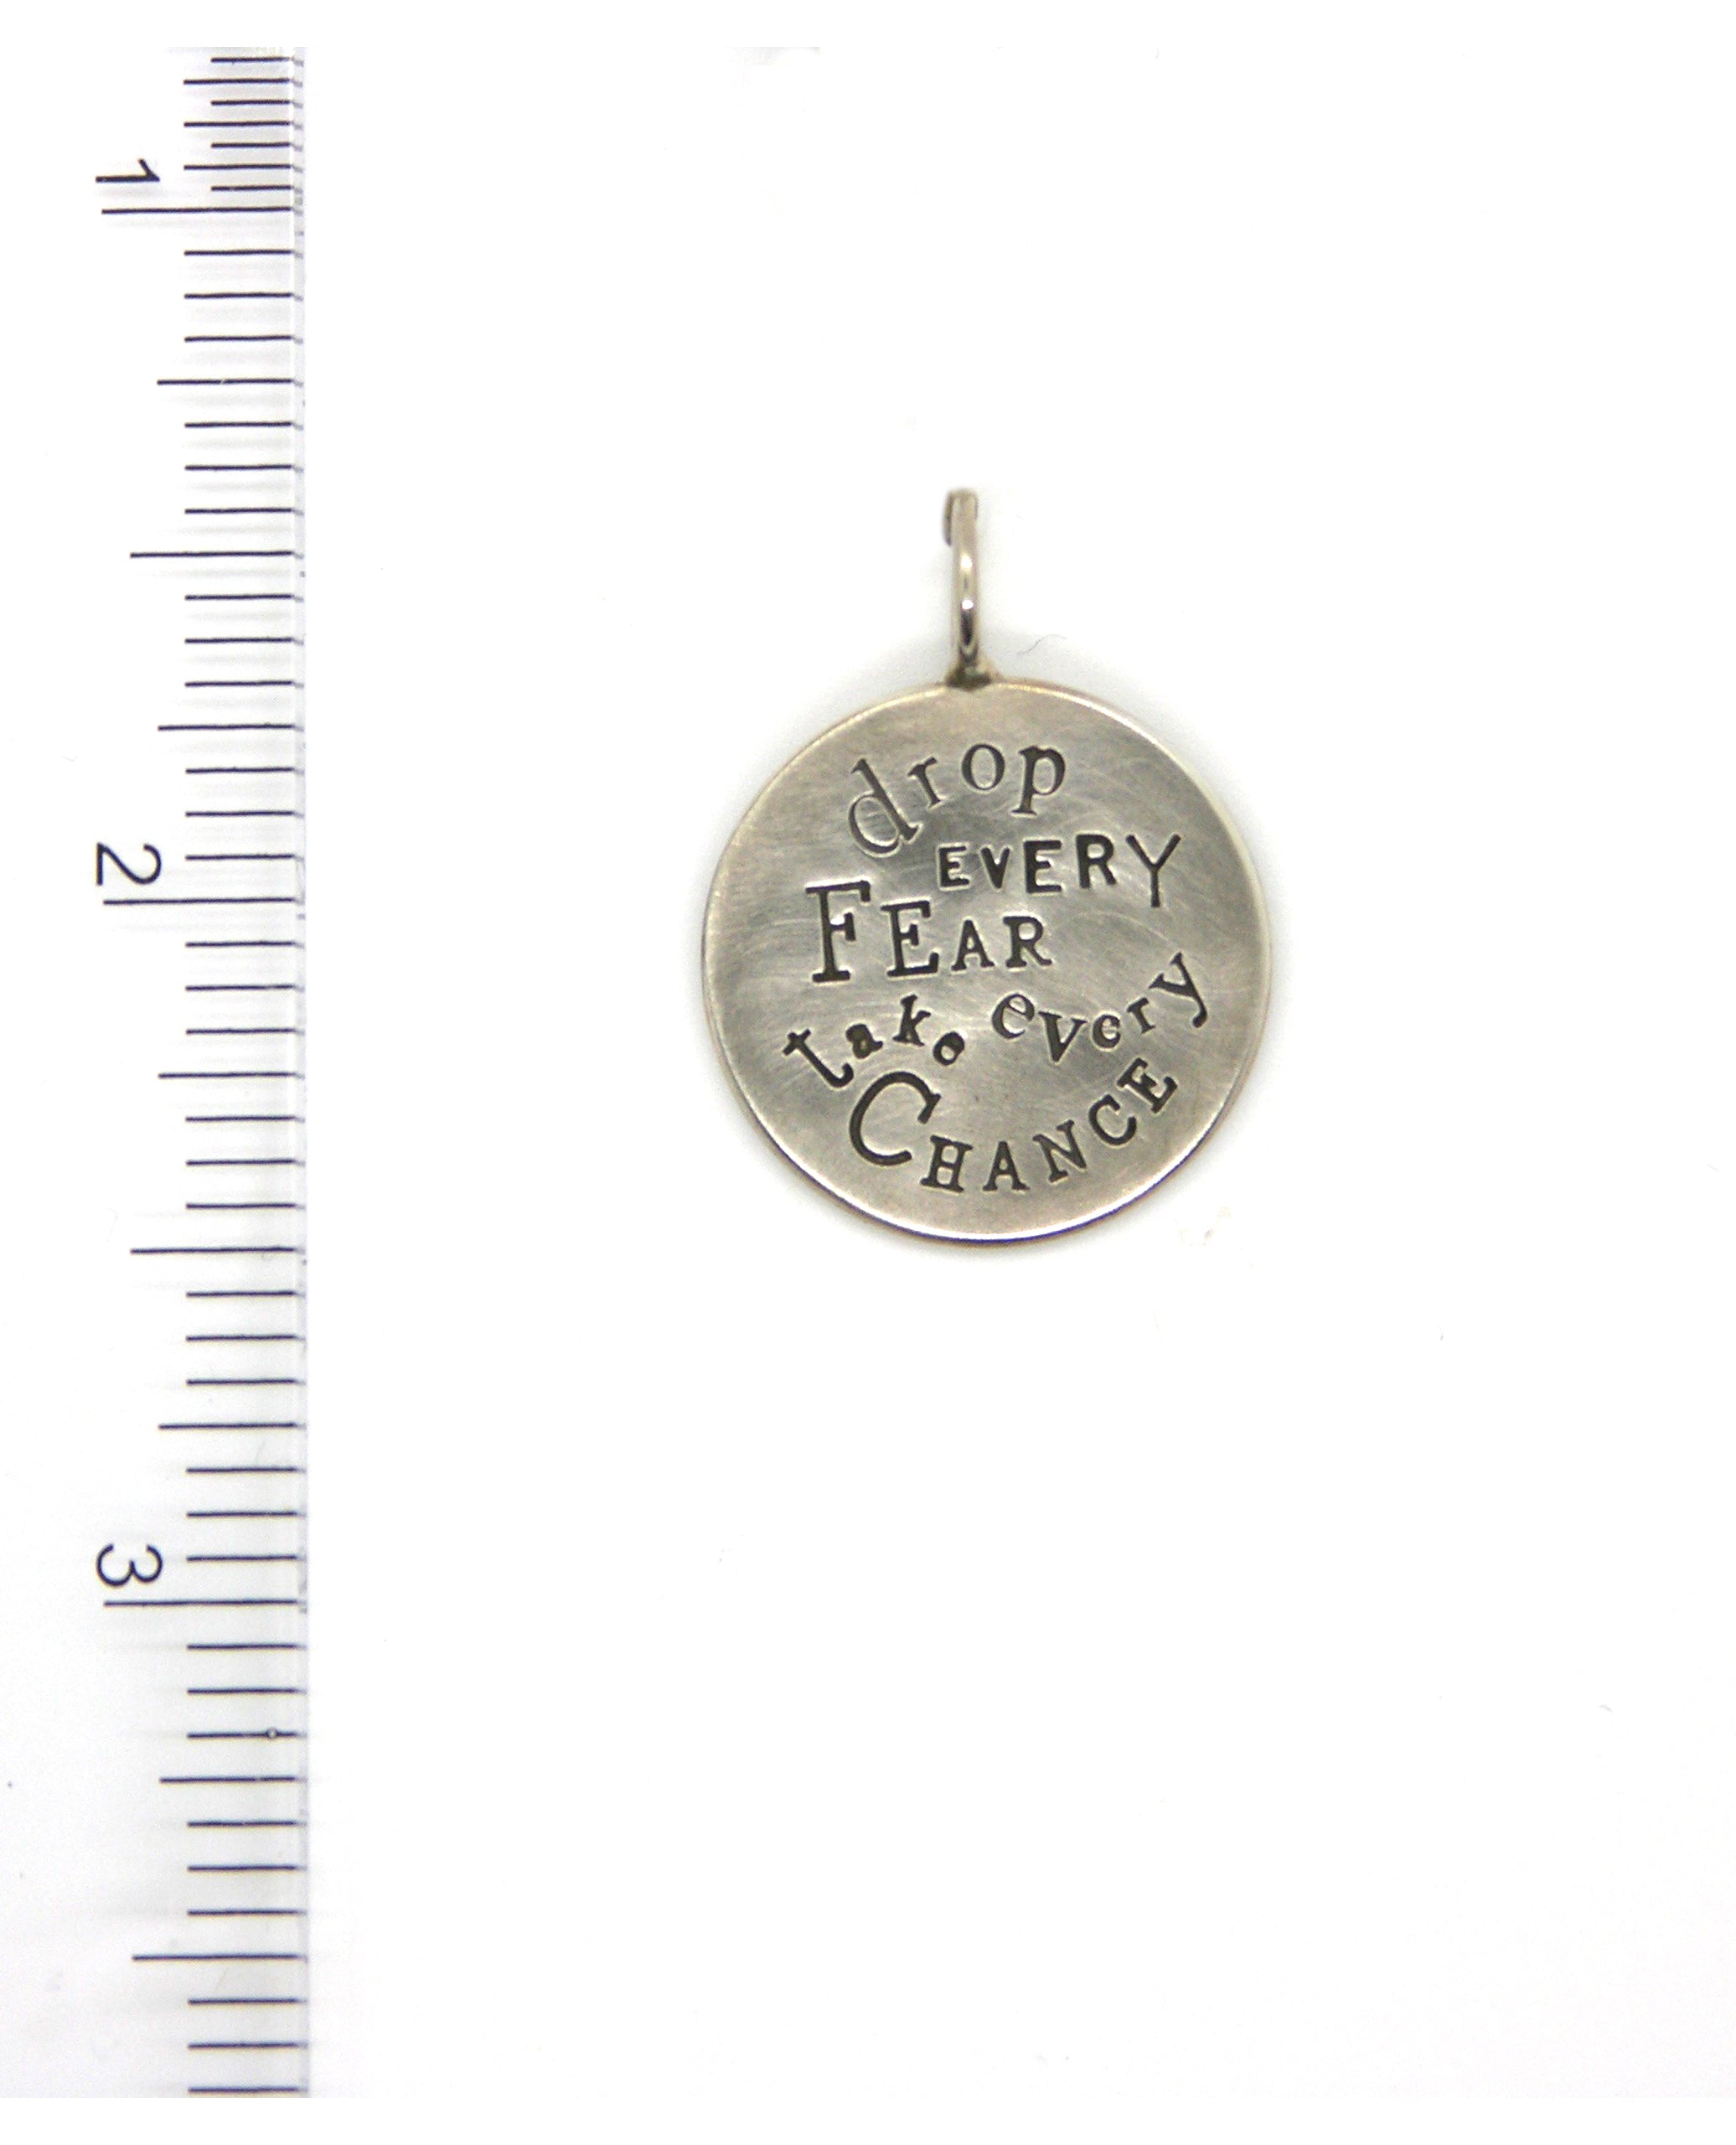 1
2
3
drop
EVERY
FEAR
take every
CHANCE